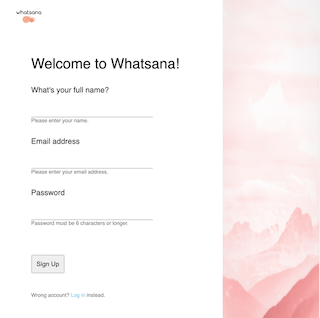 whatsana
Welcome to Whatsana!
What's your full name?
Please enter your name.
Email address
Please enter your email address.
Password
Password must be 6 characters or longer.
Sign Up
Wrong account? Log in instead.